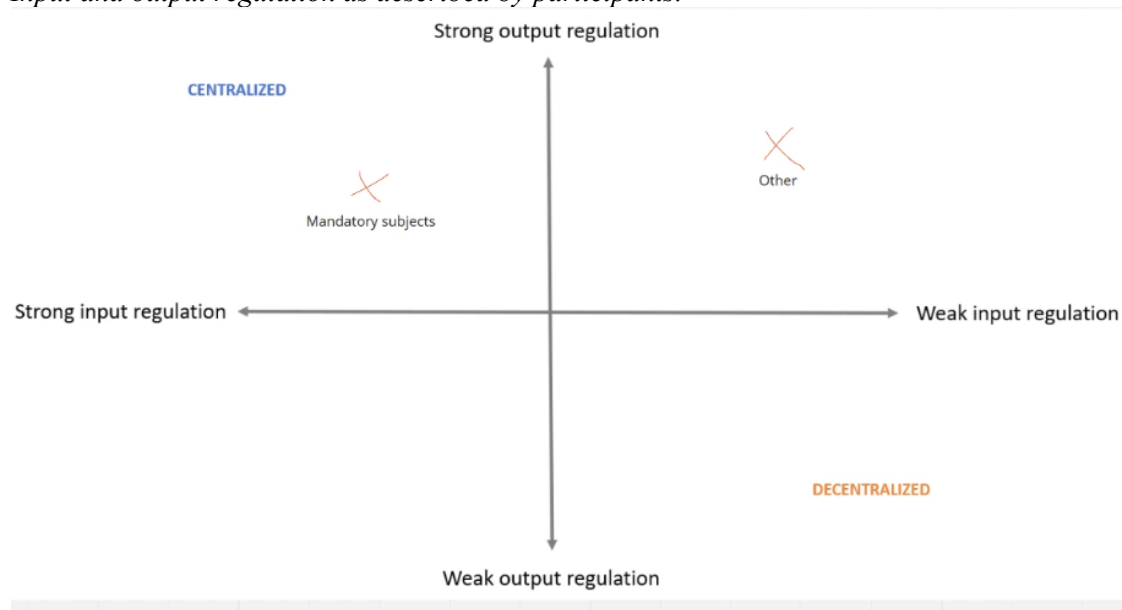 Input and output regulation as described by participants.
Strong output regulation
CENTRALIZED
Other
Mandatory subjects
Strong input regulation
Weak input regulation
DECENTRALIZED
Weak output regulation